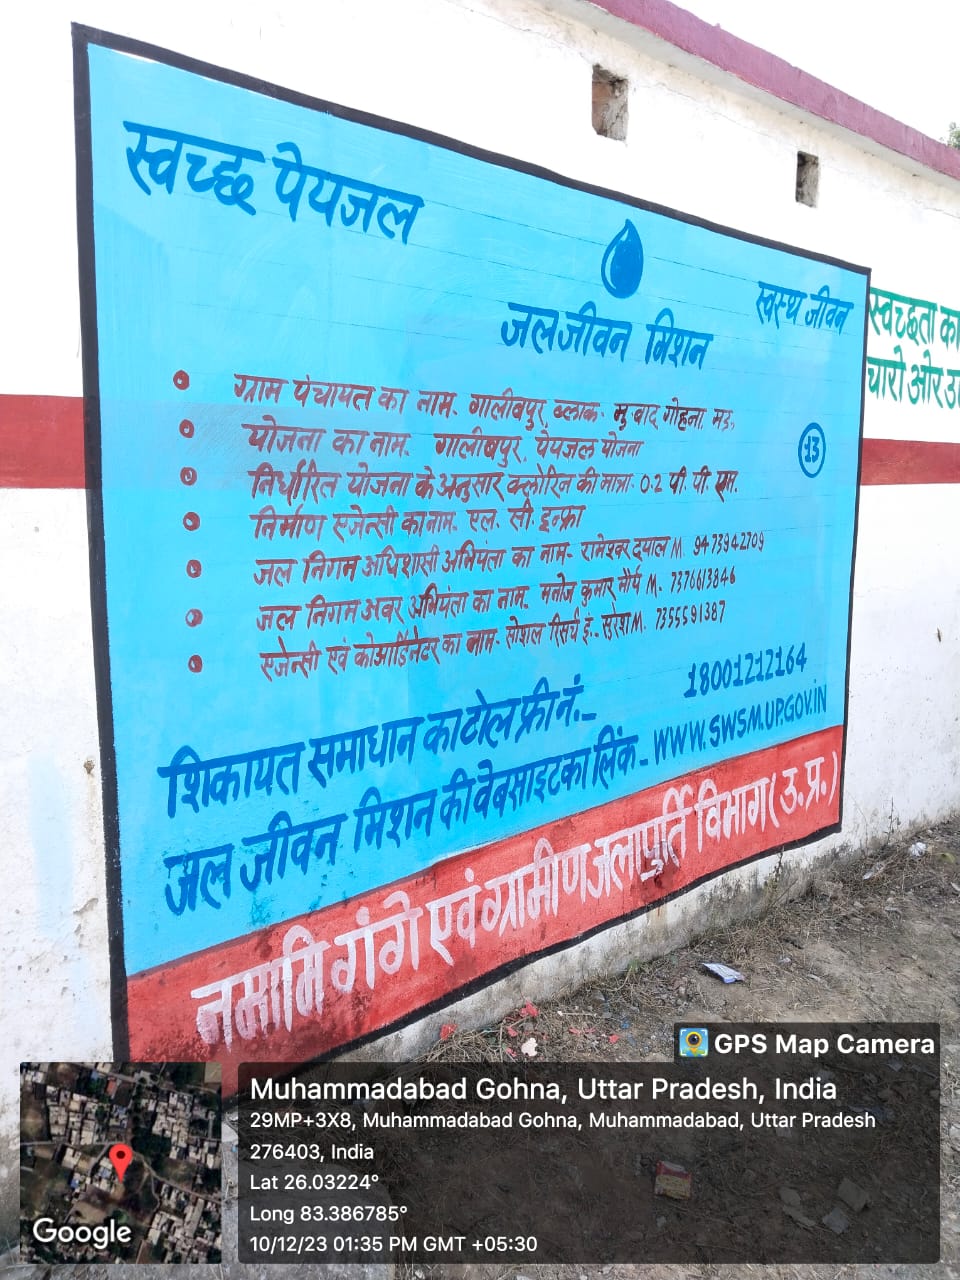 स्वच्छ पेयजल
जल जीवन मिशन
स्वस्थ जीवन
ग्राम पंचायत का नाम- गालीबपुर, ब्लाक- मु.बाद गोहना, मऊ
योजना का नाम- गालीबपुर, पेयजल योजना
13
निर्धारित योजना के अनुसार क्लोरिन की मात्रा- 0.2 पी. पी. एम.
निर्माण एजेन्सी का नाम- एल. सी. इन्फ्रा
जल निगम अधिशासी अभियंता का नाम- रामेश्वर दयाल M. 9473942709
जल निगम अवर अभियंता का नाम- मनोज कुमार मौर्य M. 7376613846
एजेन्सी एवं कोआर्डिनेटर का नाम- सोशल रिसर्च इं.- सुरेश M. 7355591387
शिकायत समाधान का टोल फ्री नं.- 18001212164
जल जीवन मिशन की वेबसाइट का लिंक- WWW.SWSM.UP.GOV.iN
नमामि गंगे एवं ग्रामीण जलापुर्ति विभाग (उ.प्र.)
स्वच्छता का
चारो ओर
GPS Map Camera
Muhammadabad Gohna, Uttar Pradesh, India
29MP+3X8, Muhammadabad Gohna, Muhammadabad, Uttar Pradesh
276403, India
Lat 26.03224°
Long 83.386785°
10/12/23 01:35 PM GMT +05:30
Google